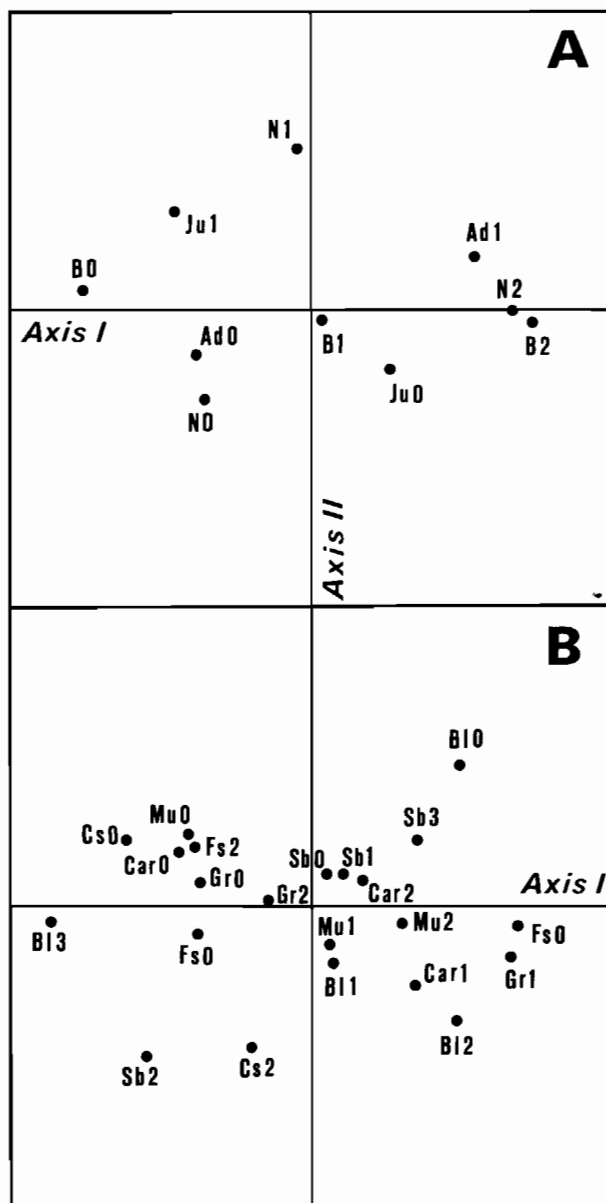 A
N1
Ju1
Ad1
B0
N2
Axis I
Ad0
B1
B2
Ju0
N0
Axis II
B
Bl0
Mu0
Sb3
Cs0
Fs2
Car0
Sb0
Sb1
Gr0
Car2
Axis I
Gr2
Bl3
Fs0
Mu1
Mu2
Fs0
Bl1
Car1
Gr1
Bl2
Sb2
Cs2